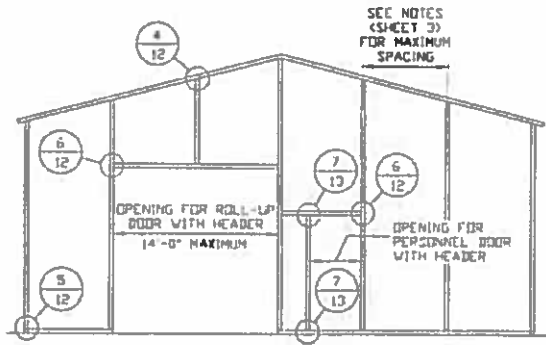 SEE NOTES
(SHEET 3)
FOR MAXIMUM
SPACING
4
12
6
12
7
13
6
12
OPENING FOR ROLL-UP
DOOR WITH HEADER
14'-0" MAXIMUM
OPENING FOR
PERSONNEL DOOR
WITH HEADER
5
12
7
13